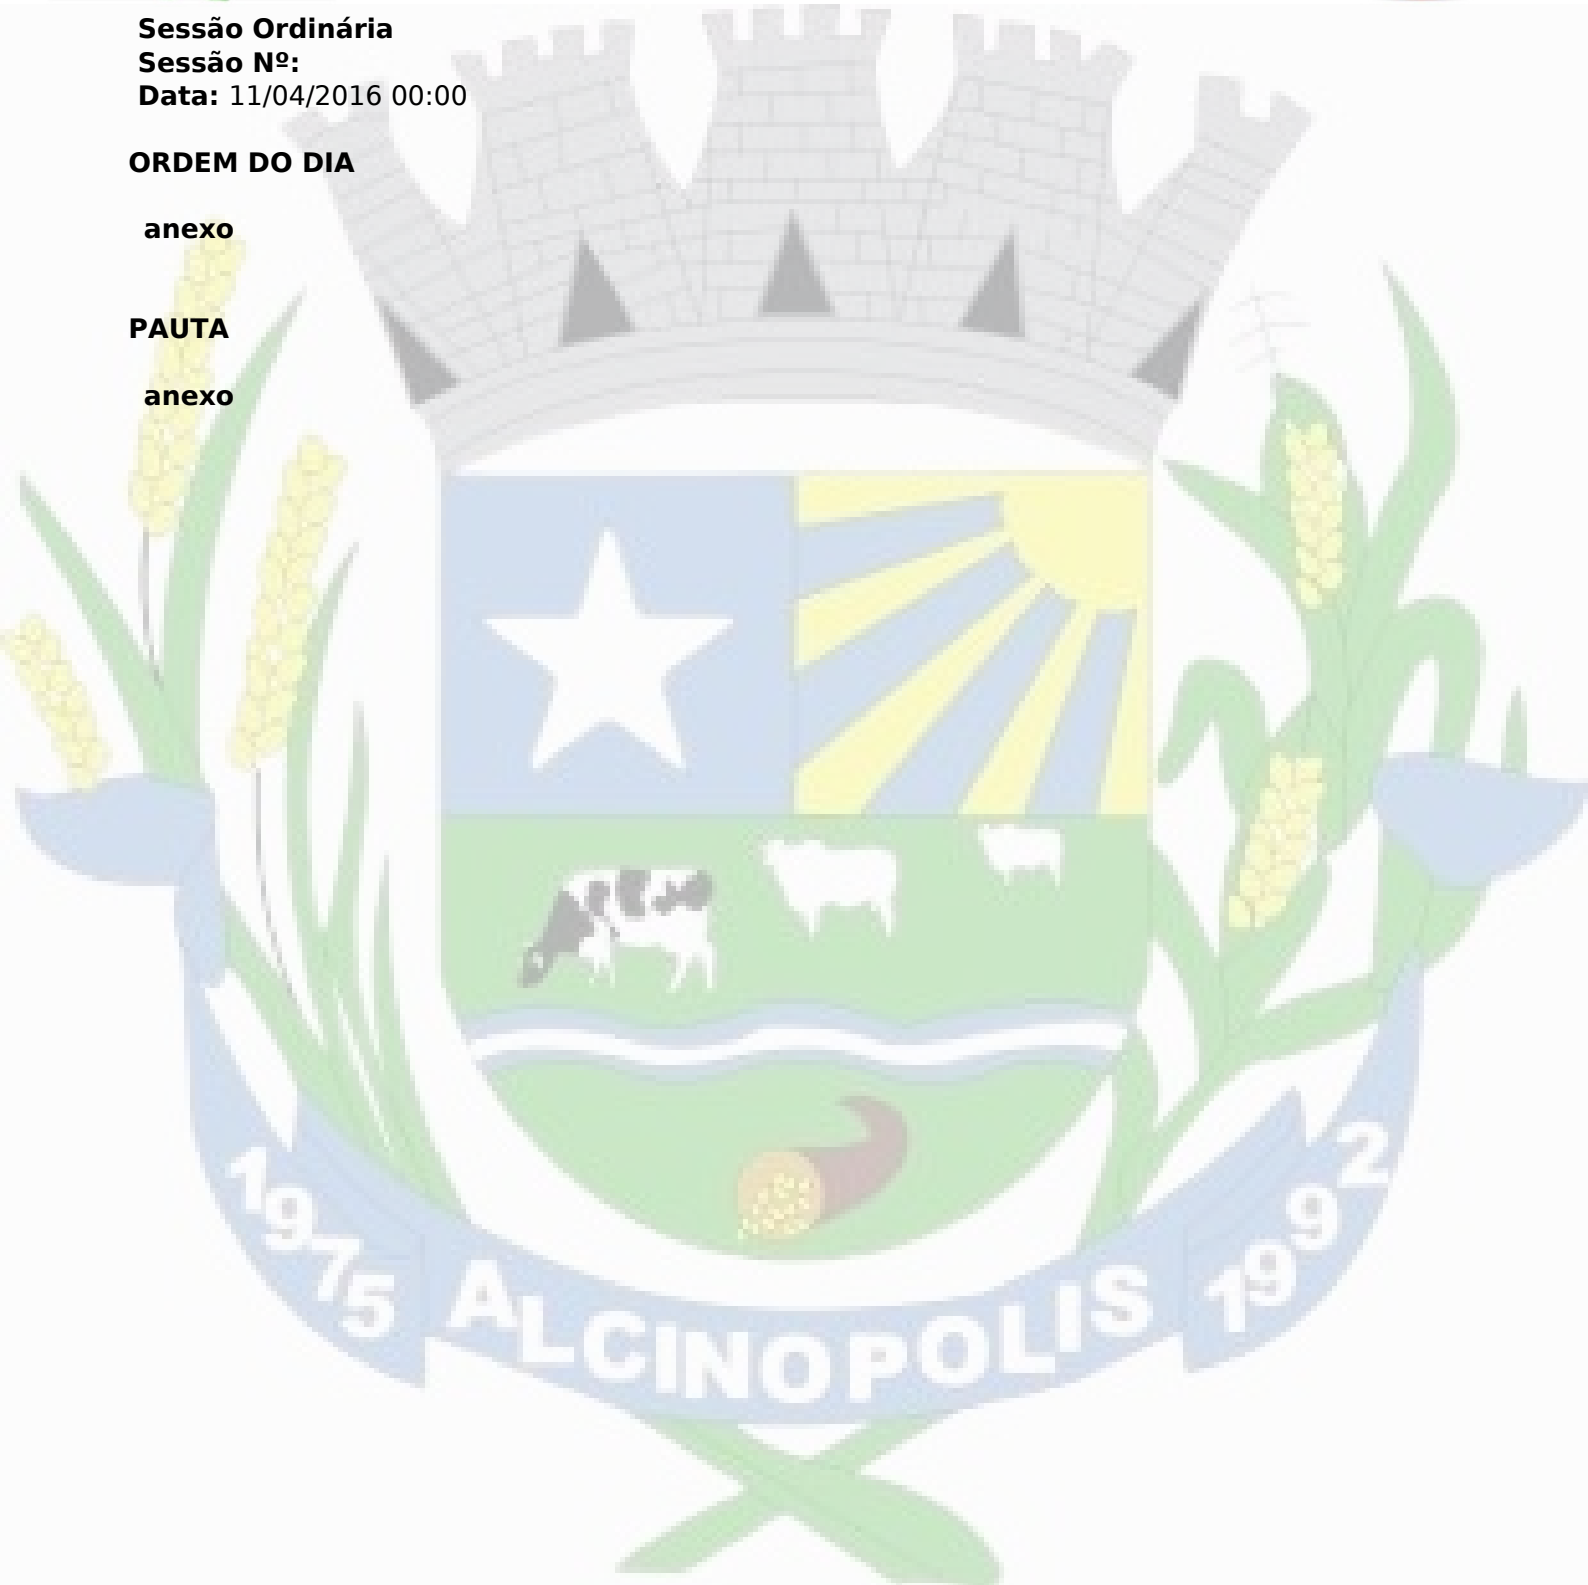 Sessão Ordinária
Sessão Nº:
Data: 11/04/2016 00:00
ORDEM DO DIA
anexo
PAUTA
anexo
1975
ALCINOPOLIS
1992